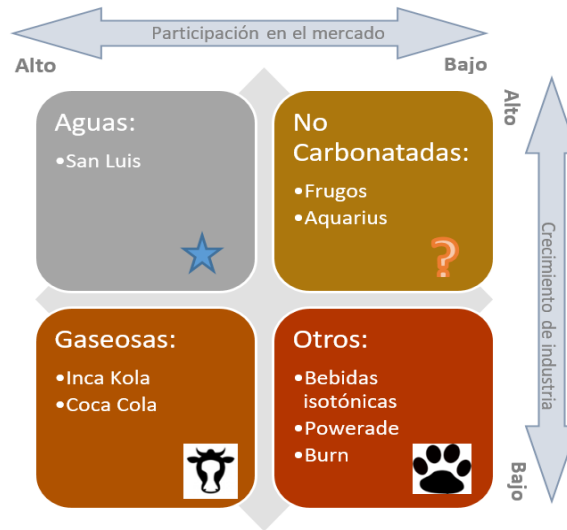 Participación en el mercado
Alto
Bajo
Aguas:
•San Luis
No
Carbonatadas:
•Frugos
•Aquarius
?
Alto
Crecimiento de industria
Bajo
Gaseosas:
•Inca Kola
•Coca Cola
Otros:
•Bebidas
isotónicas
•Powerade
•Burn